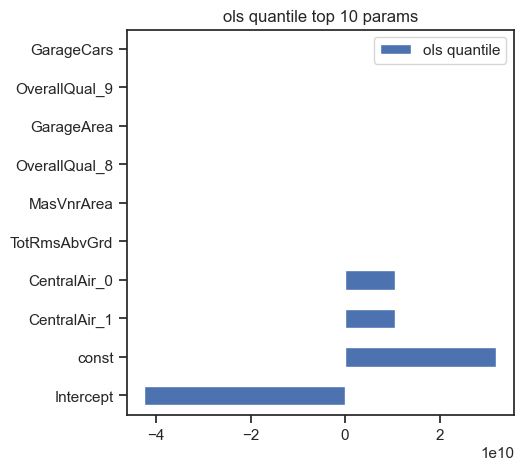 ols quantile top 10 params
ols quantile
GarageCars
OverallQual_9
GarageArea
OverallQual_8
MasVnrArea
TotRmsAbvGrd
CentralAir_0
CentralAir_1
const
Intercept
−4 −2 0 2
1e10